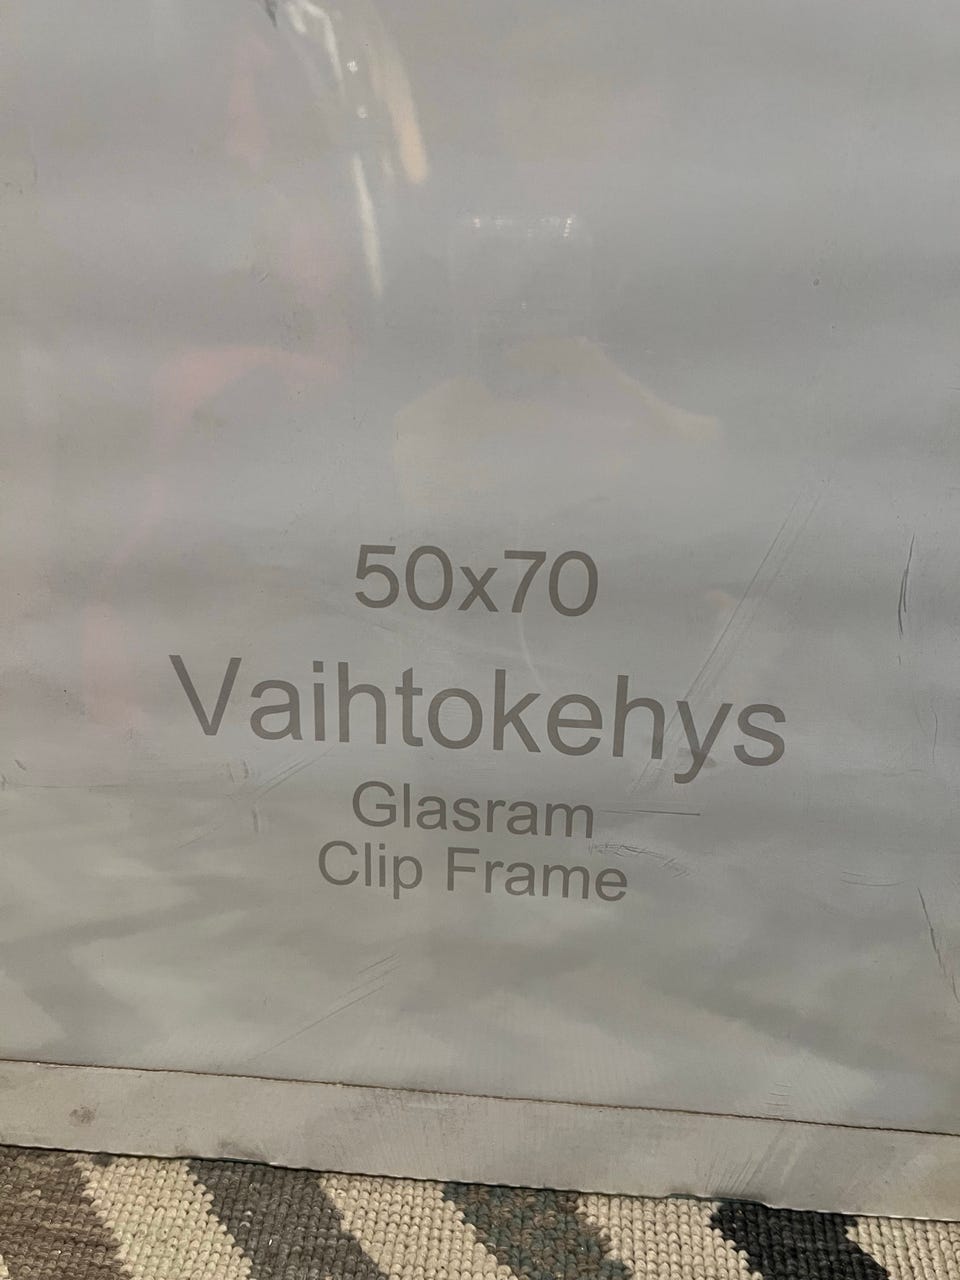 50x70
Vaihtokehys
Glasram
Clip Frame